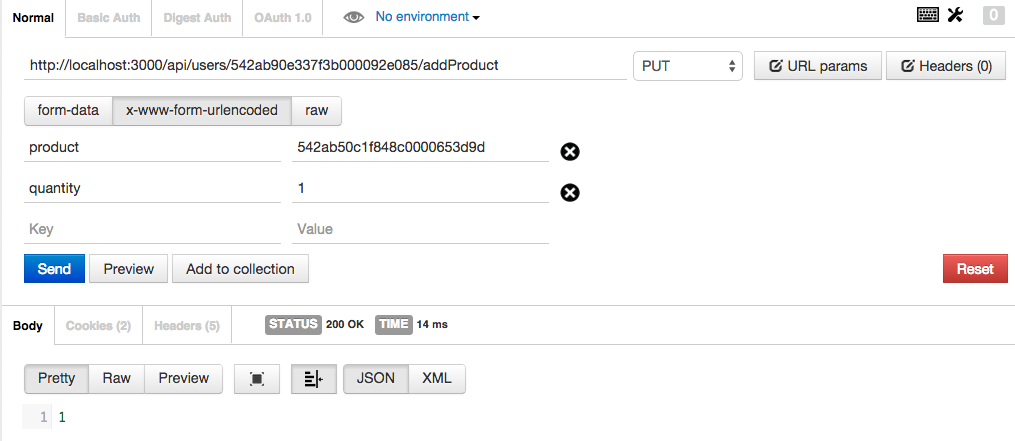 Normal Basic Auth Digest Auth OAuth 1.0 No environment 0
http://localhost:3000/api/users/542ab90e337f3b000092e085/addProduct PUT URL params Headers (0)
form-data x-www-form-urlencoded raw
product 542ab50c1f848c0000653d9d
quantity 1
Key Value
Send Preview Add to collection Reset
Body Cookies (2) Headers (5) STATUS 200 OK TIME 14 ms
Pretty Raw Preview JSON XML
1 1